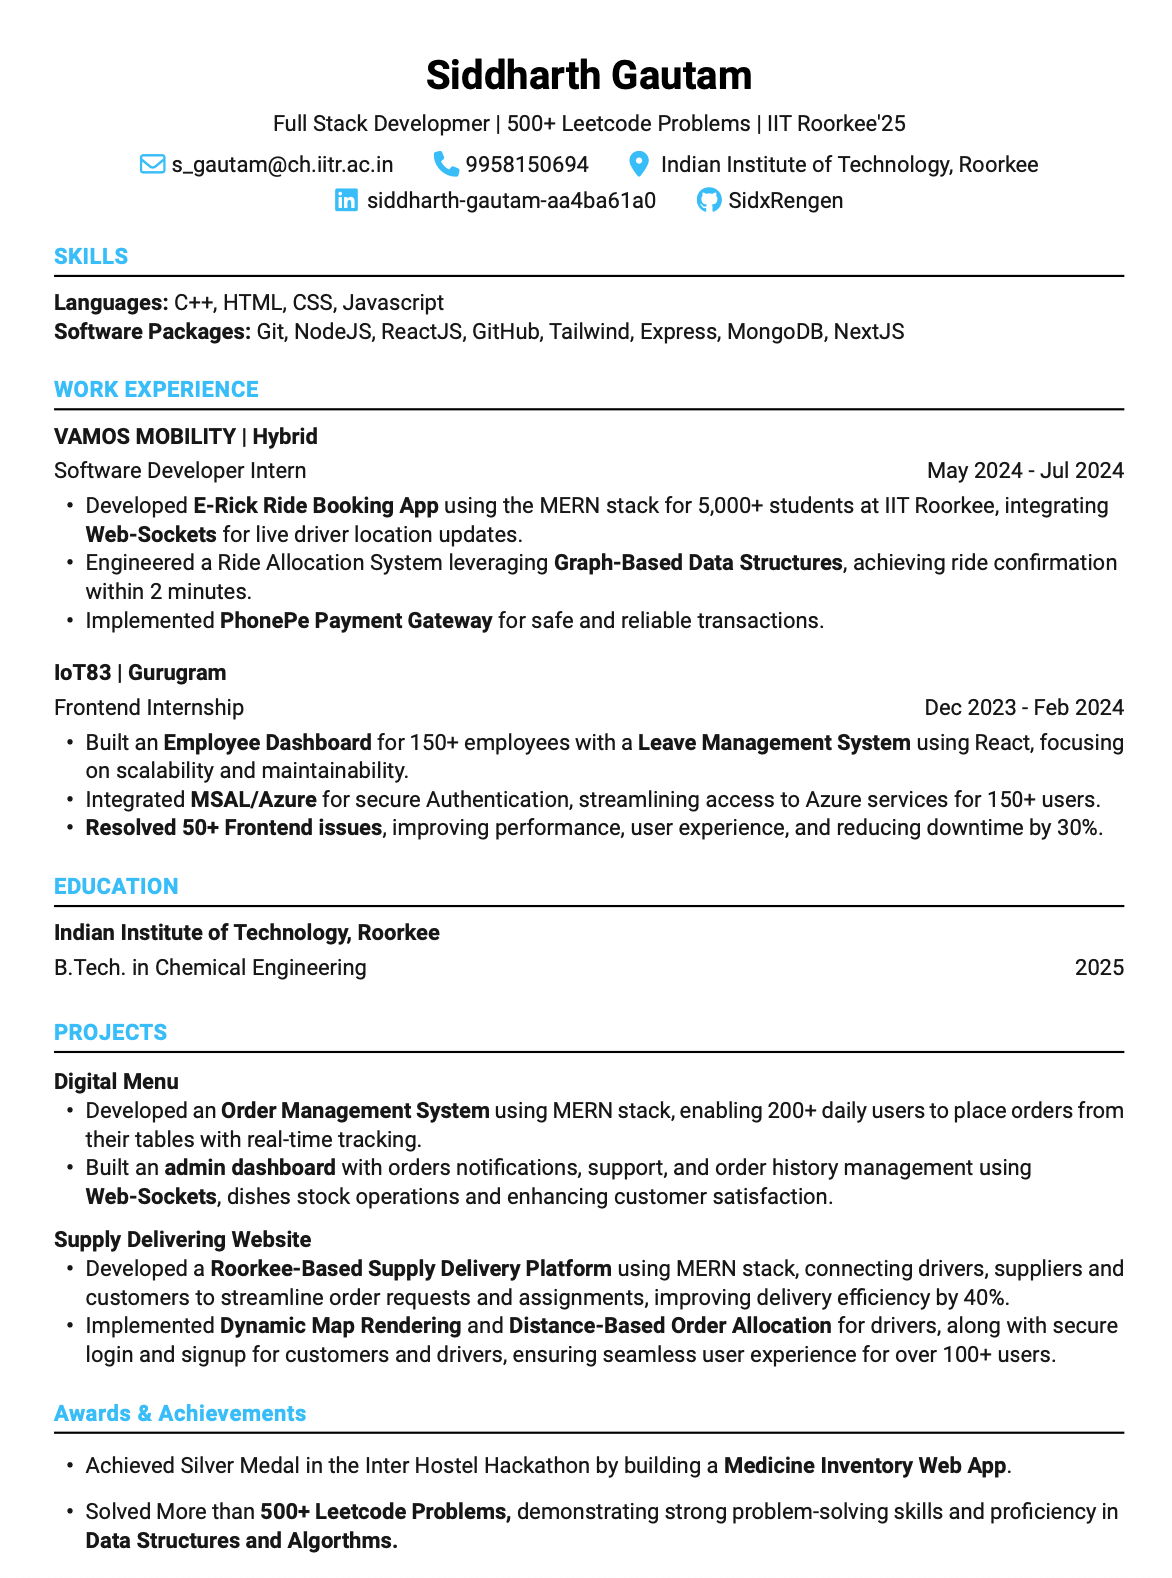 Siddharth Gautam
Full Stack Developmer | 500+ Leetcode Problems | IIT Roorkee'25
s_gautam@ch.iitr.ac.in 9958150694 Indian Institute of Technology, Roorkee
siddharth-gautam-aa4ba61a0 SidxRengen
SKILLS
Languages: C++, HTML, CSS, Javascript
Software Packages: Git, NodeJS, ReactJS, GitHub, Tailwind, Express, MongoDB, NextJS
WORK EXPERIENCE
VAMOS MOBILITY | Hybrid
Software Developer Intern May 2024 - Jul 2024
• Developed E-Rick Ride Booking App using the MERN stack for 5,000+ students at IIT Roorkee, integrating
Web-Sockets for live driver location updates.
• Engineered a Ride Allocation System leveraging Graph-Based Data Structures, achieving ride confirmation
within 2 minutes.
• Implemented PhonePe Payment Gateway for safe and reliable transactions.
IoT83 | Gurugram
Frontend Internship Dec 2023 - Feb 2024
• Built an Employee Dashboard for 150+ employees with a Leave Management System using React, focusing
on scalability and maintainability.
• Integrated MSAL/Azure for secure Authentication, streamlining access to Azure services for 150+ users.
• Resolved 50+ Frontend issues, improving performance, user experience, and reducing downtime by 30%.
EDUCATION
Indian Institute of Technology, Roorkee
B.Tech. in Chemical Engineering 2025
PROJECTS
Digital Menu
• Developed an Order Management System using MERN stack, enabling 200+ daily users to place orders from
their tables with real-time tracking.
• Built an admin dashboard with orders notifications, support, and order history management using
Web-Sockets, dishes stock operations and enhancing customer satisfaction.
Supply Delivering Website
• Developed a Roorkee-Based Supply Delivery Platform using MERN stack, connecting drivers, suppliers and
customers to streamline order requests and assignments, improving delivery efficiency by 40%.
• Implemented Dynamic Map Rendering and Distance-Based Order Allocation for drivers, along with secure
login and signup for customers and drivers, ensuring seamless user experience for over 100+ users.
Awards & Achievements
• Achieved Silver Medal in the Inter Hostel Hackathon by building a Medicine Inventory Web App.
• Solved More than 500+ Leetcode Problems, demonstrating strong problem-solving skills and proficiency in
Data Structures and Algorthms.